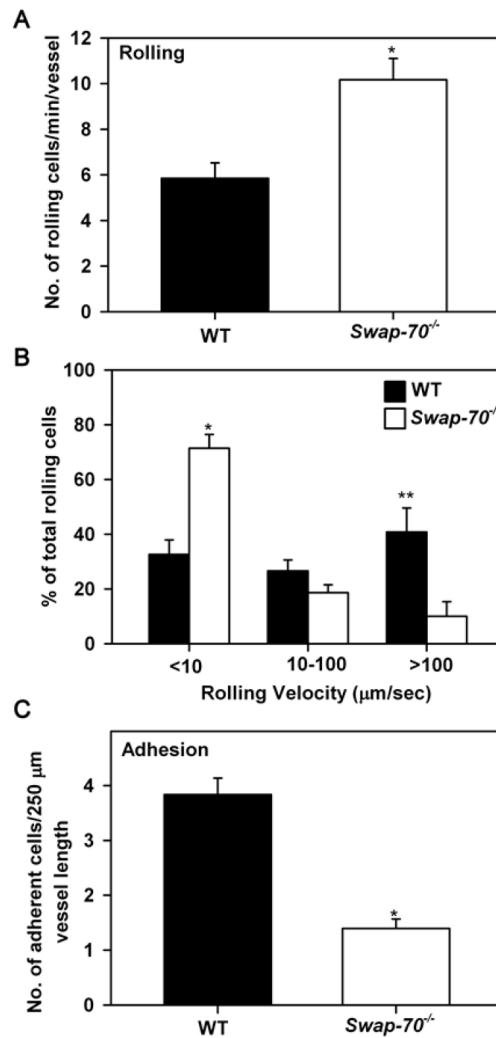 A
Rolling
No. of rolling cells/min/vessel
12
10
8
6
4
2
0
*
WT
Swap-70-/-
B
% of total rolling cells
100
80
60
40
20
0
WT
Swap-70-/
*
**
<10
10-100
>100
Rolling Velocity (μm/sec)
C
Adhesion
No. of adherent cells/250 μm
vessel length
4
3
2
1
0
*
WT
Swap-70-/-